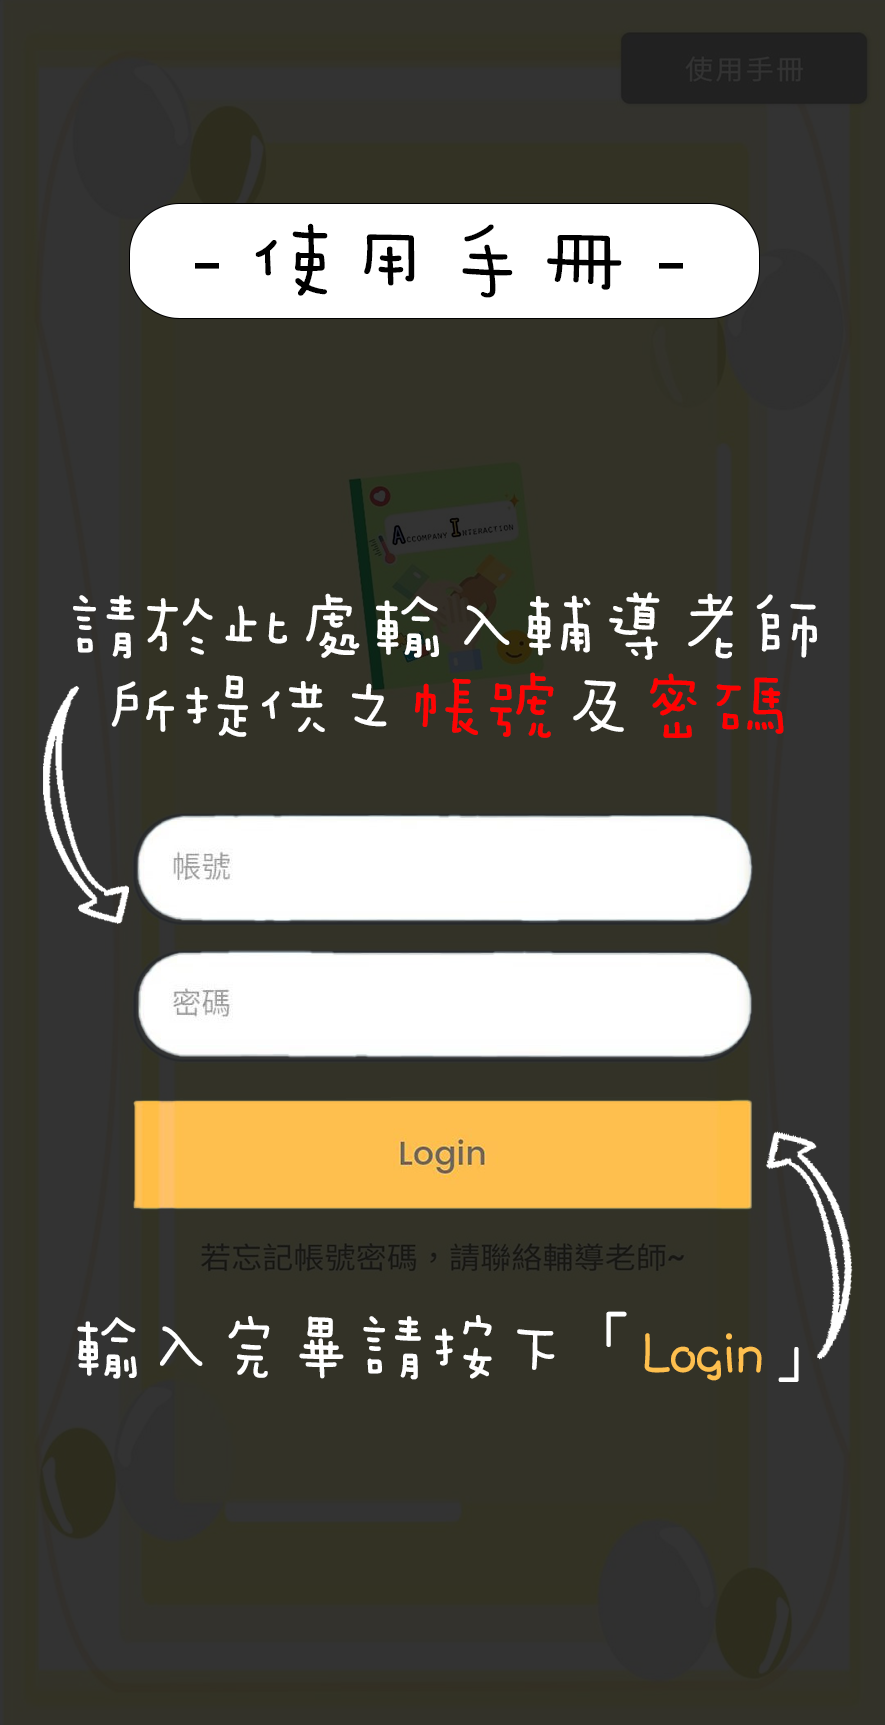 使用手冊
- 使用手冊 -
ACCOMPANY INTERACTION
請於此處輸入輔導老師
所提供之帳號及密碼
帳號
密碼
Login
若忘記帳號密碼，請聯絡輔導老師~
輸入完畢請按下「Login」